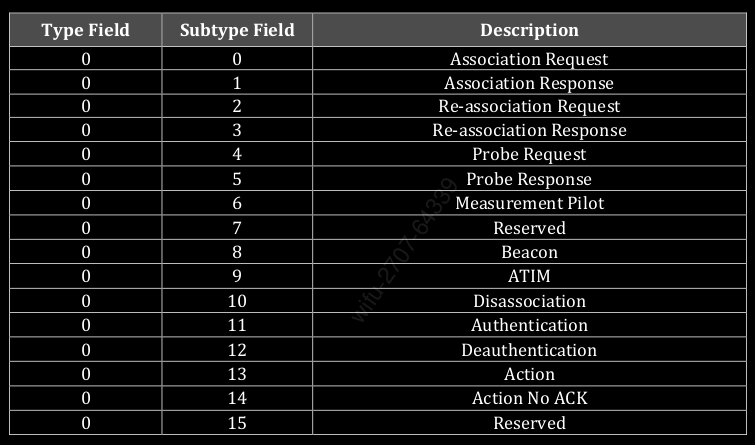 Type Field Subtype Field Description
0 0 Association Request
0 1 Association Response
0 2 Re-association Request
0 3 Re-association Response
0 4 Probe Request
0 5 Probe Response
0 6 Measurement Pilot
0 7 Reserved
0 8 Beacon
0 9 ATIM
0 10 Disassociation
0 11 Authentication
0 12 Deauthentication
0 13 Action
0 14 Action No ACK
0 15 Reserved
wifu-2707-64339